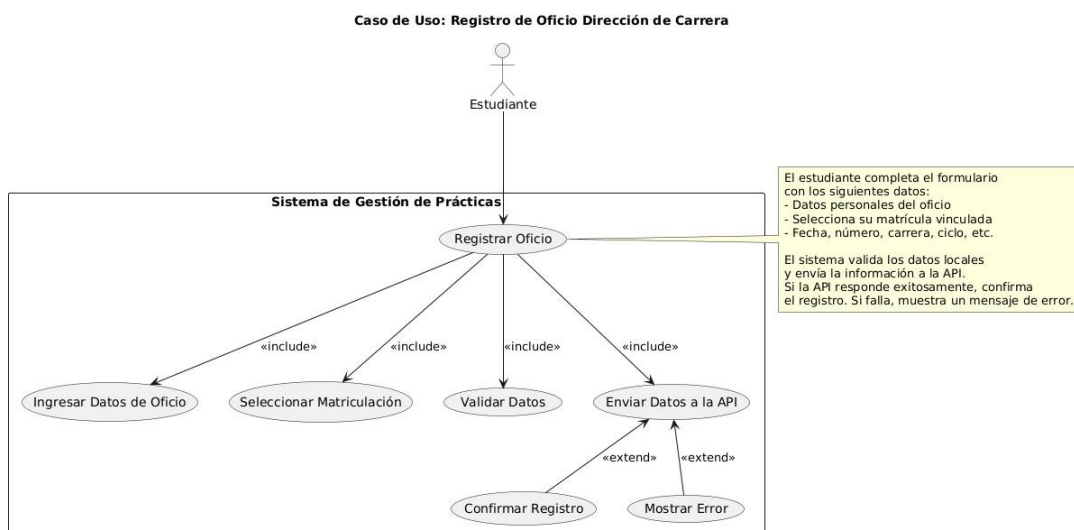 Caso de Uso: Registro de Oficio Dirección de Carrera
Estudiante
Sistema de Gestión de Prácticas
Registrar Oficio
El estudiante completa el formulario
con los siguientes datos:
- Datos personales del oficio
- Selecciona su matrícula vinculada
- Fecha, número, carrera, ciclo, etc.
El sistema valida los datos locales
y envía la información a la API.
Si la API responde exitosamente, confirma
el registro. Si falla, muestra un mensaje de error.
«include»
«include»
«include»
«include»
Ingresar Datos de Oficio
Seleccionar Matriculación
Validar Datos
Enviar Datos a la API
«extend»
«extend»
Confirmar Registro
Mostrar Error